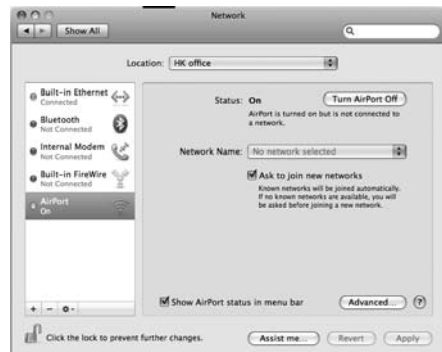 Network
Show All
Location: HK office
Built-in Ethernet
Connected
Bluetooth
Not Connected
Internal Modem
Not Connected
Built-in FireWire
Not Connected
AirPort
On
Status: On
Turn AirPort Off
AirPort is turned on but is not connected to
a network.
Network Name: No network selected
Ask to join new networks
Known networks will be joined automatically.
If no known networks are available, you will
be asked before joining a new network.
Show AirPort status in menu bar
Advanced...
?
Click the lock to prevent further changes.
Assist me...
Revert
Apply